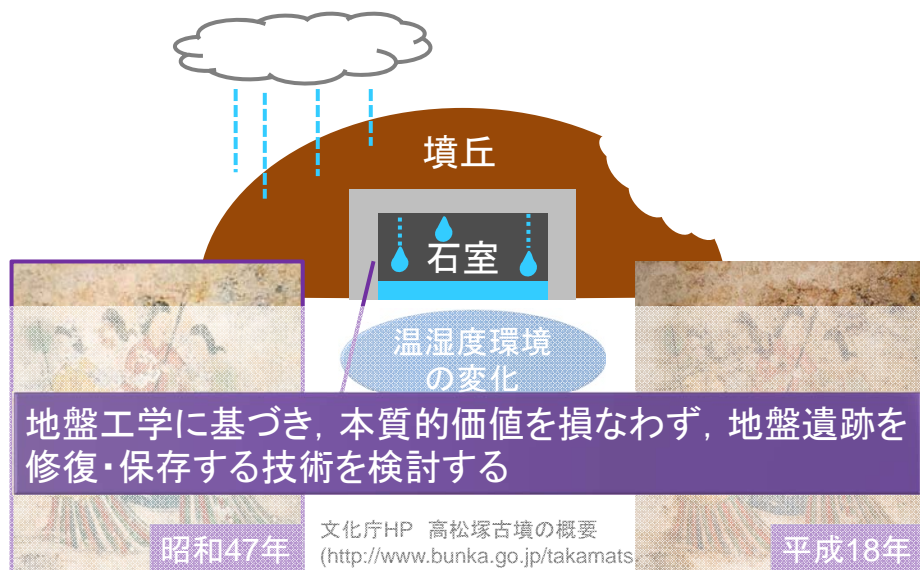 墳丘
石室
温湿度環境
の変化
地盤工学に基づき，本質的価値を損なわず，地盤遺跡を
修復・保存する技術を検討する
文化庁HP　高松塚古墳の概要
(http://www.bunka.go.jp/takamats
昭和47年
平成18年